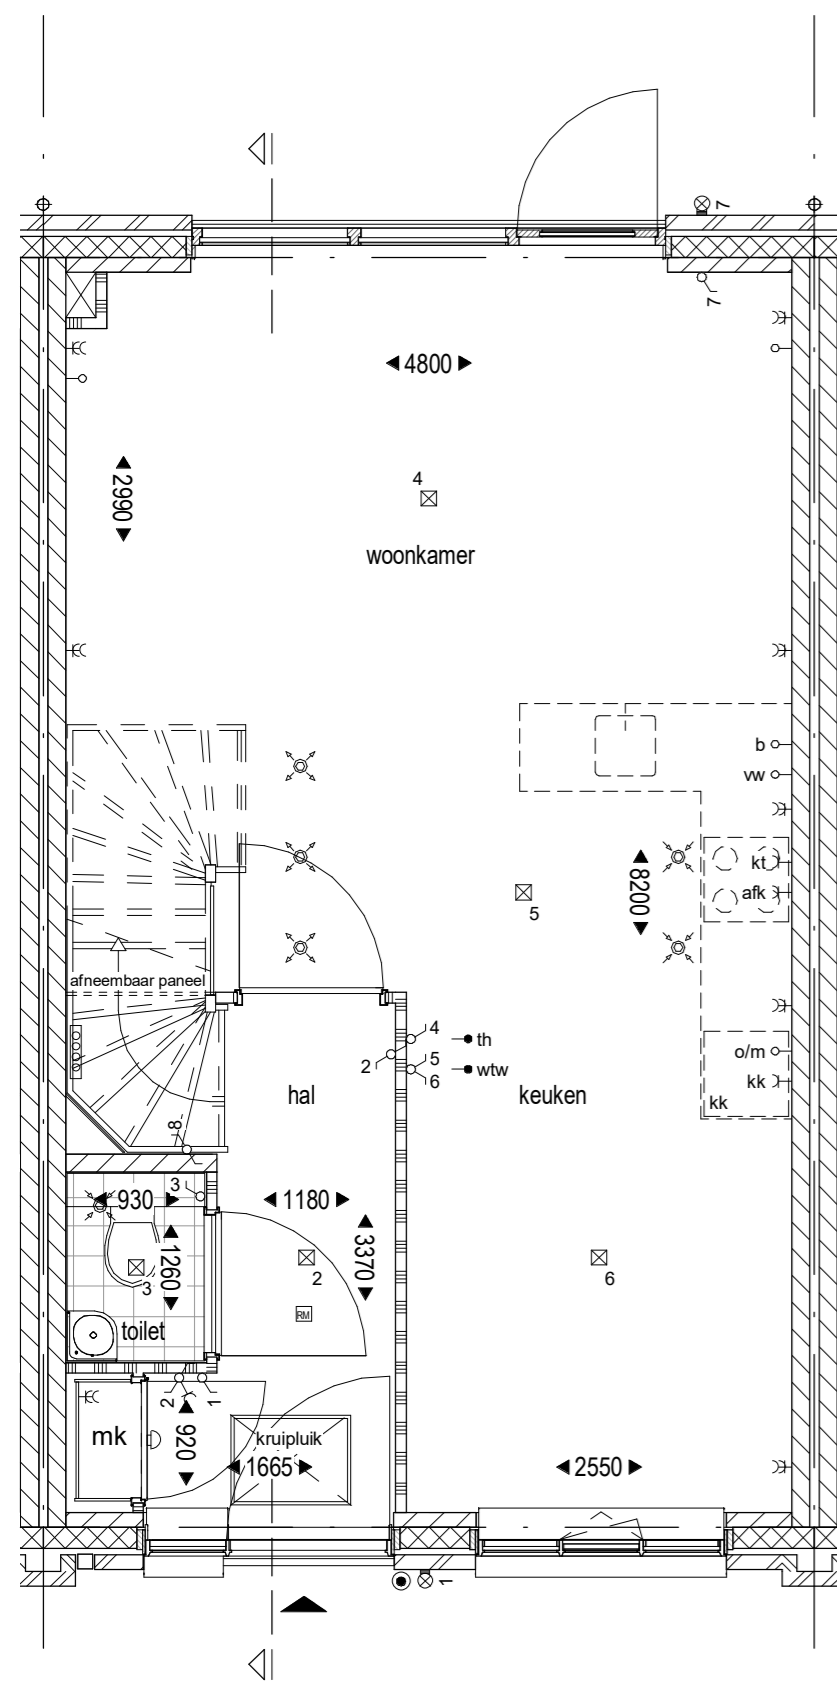 7
7
4800
2990
4
woonkamer
b
vw
kt
afk
8200
5
afneembaar paneel
4
th
2
5
6
wtw
o/m
kk
kk
hal
keuken
8
3
930
1180
1260
3370
3
2
6
RM
toilet
2
1
mk
920
kruipluik
1665
2550
1